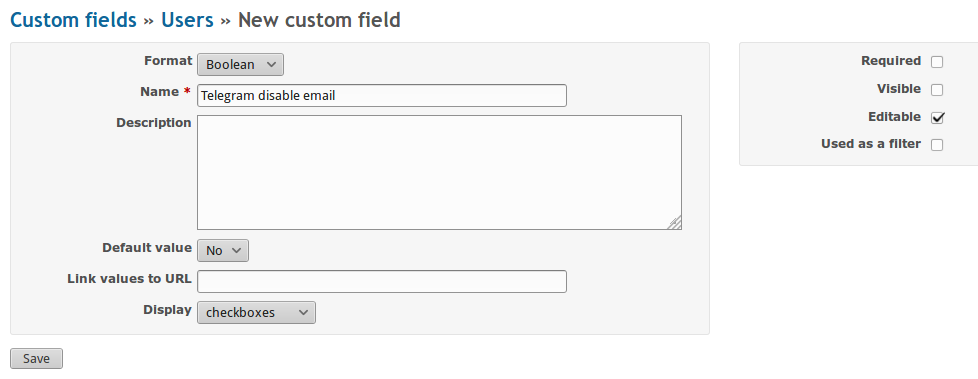 Custom fields » Users » New custom field
Format Boolean
Name * Telegram disable email
Description
Default value No
Link values to URL
Display checkboxes
Save
Required
Visible
Editable
Used as a filter